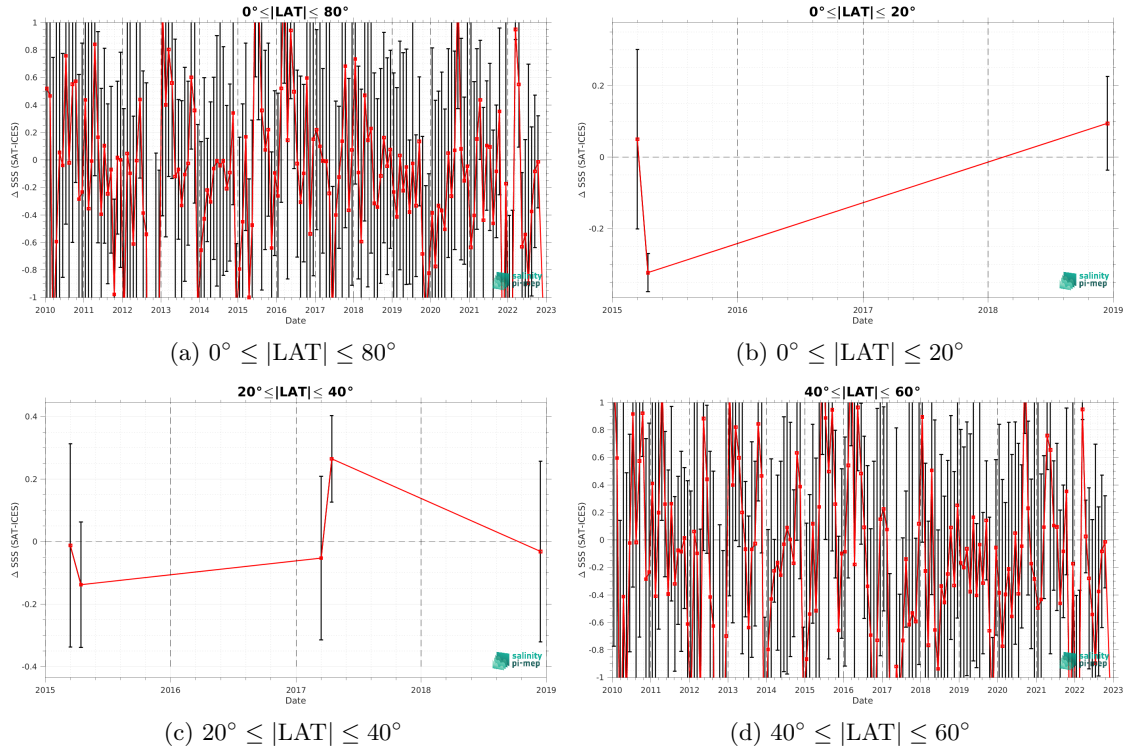 0°≤|LAT|≤ 80°
Δ SSS (SAT-ICES)
1
0.8
0.6
0.4
0.2
0
-0.2
-0.4
-0.6
-0.8
-1
2010 2011 2012 2013 2014 2015 2016 2017 2018 2019 2020 2021 2022 2023
Date
salinity
pi-mep
(a) 0° ≤ |LAT| ≤ 80°
0°≤|LAT|≤ 20°
Δ SSS (SAT-ICES)
0.2
0
-0.2
2015 2016 2017 2018 2019
Date
salinity
pi-mep
(b) 0° ≤ |LAT| ≤ 20°
20°≤|LAT|≤ 40°
Δ SSS (SAT-ICES)
0.4
0.2
0
-0.2
-0.4
2015 2016 2017 2018 2019
Date
salinity
pi-mep
(c) 20° ≤ |LAT| ≤ 40°
40°≤|LAT|≤ 60°
Δ SSS (SAT-ICES)
1
0.8
0.6
0.4
0.2
0
-0.2
-0.4
-0.6
-0.8
-1
2010 2011 2012 2013 2014 2015 2016 2017 2018 2019 2020 2021 2022 2023
Date
salinity
pi-mep
(d) 40° ≤ |LAT| ≤ 60°